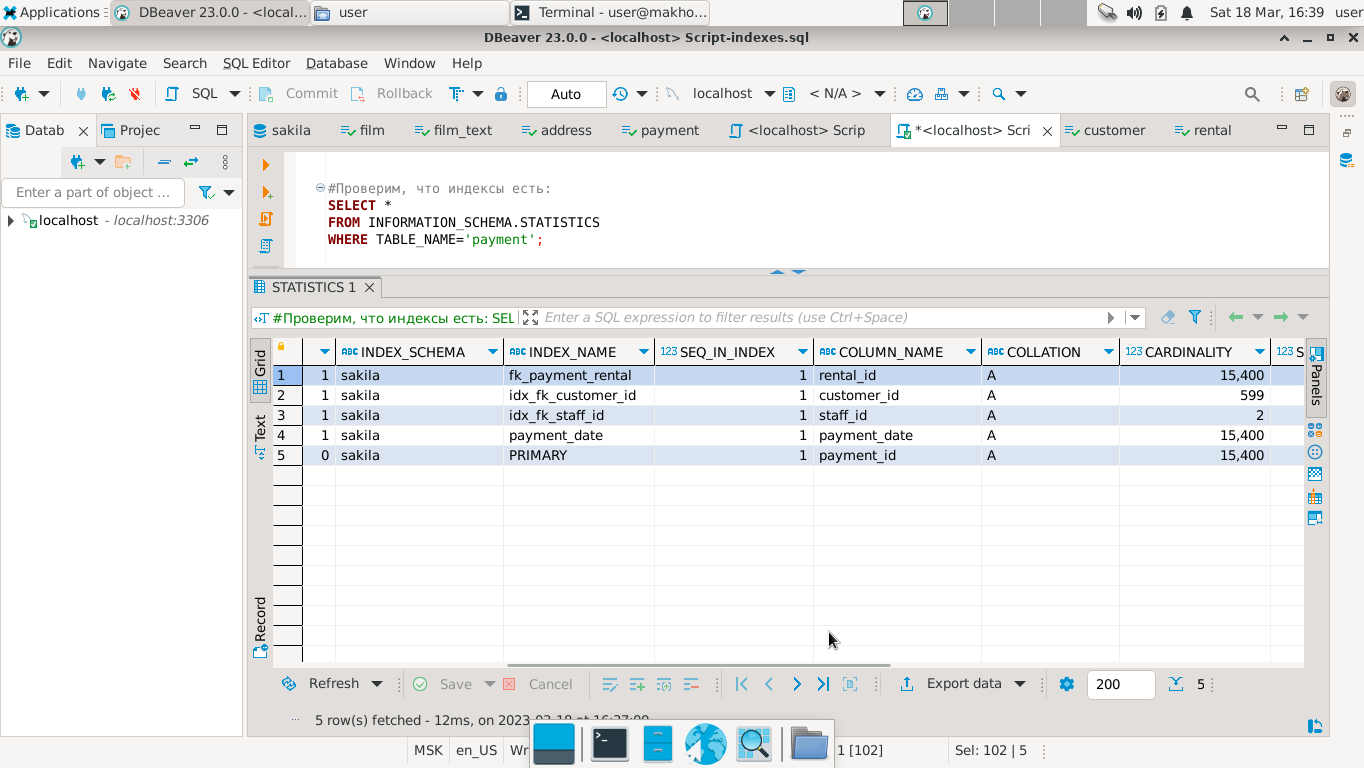 Applications
DBeaver 23.0.0 - <local...
user
Terminal - user@makho...
Sat 18 Mar, 16:39
user
DBeaver 23.0.0 - <localhost> Script-indexes.sql
File Edit Navigate Search SQL Editor Database Window Help
SQL
Commit
Rollback
Auto
localhost
< N/A >
Datab
Projec
sakila
film
film_text
address
payment
<localhost> Scrip
*<localhost> Scri
customer
rental
Enter a part of object ...
localhost - localhost:3306
#Проверим, что индексы есть:
SELECT *
FROM INFORMATION_SCHEMA.STATISTICS
WHERE TABLE_NAME='payment';
STATISTICS 1
#Проверим, что индексы есть: SEL
Enter a SQL expression to filter results (use Ctrl+Space)
Grid
Text
Record
Panels
ABC INDEX_SCHEMA ABC INDEX_NAME 123 SEQ_IN_INDEX ABC COLUMN_NAME ABC COLLATION 123 CARDINALITY 123 S
1 1 sakila fk_payment_rental 1 rental_id A 15,400
2 1 sakila idx_fk_customer_id 1 customer_id A 599
3 1 sakila idx_fk_staff_id 1 staff_id A 2
4 1 sakila payment_date 1 payment_date A 15,400
5 0 sakila PRIMARY 1 payment_id A 15,400
Refresh
Save
Cancel
Export data
200
5
5 row(s) fetched - 12ms, on
MSK
en_US
Wr
1 [102]
Sel: 102 | 5